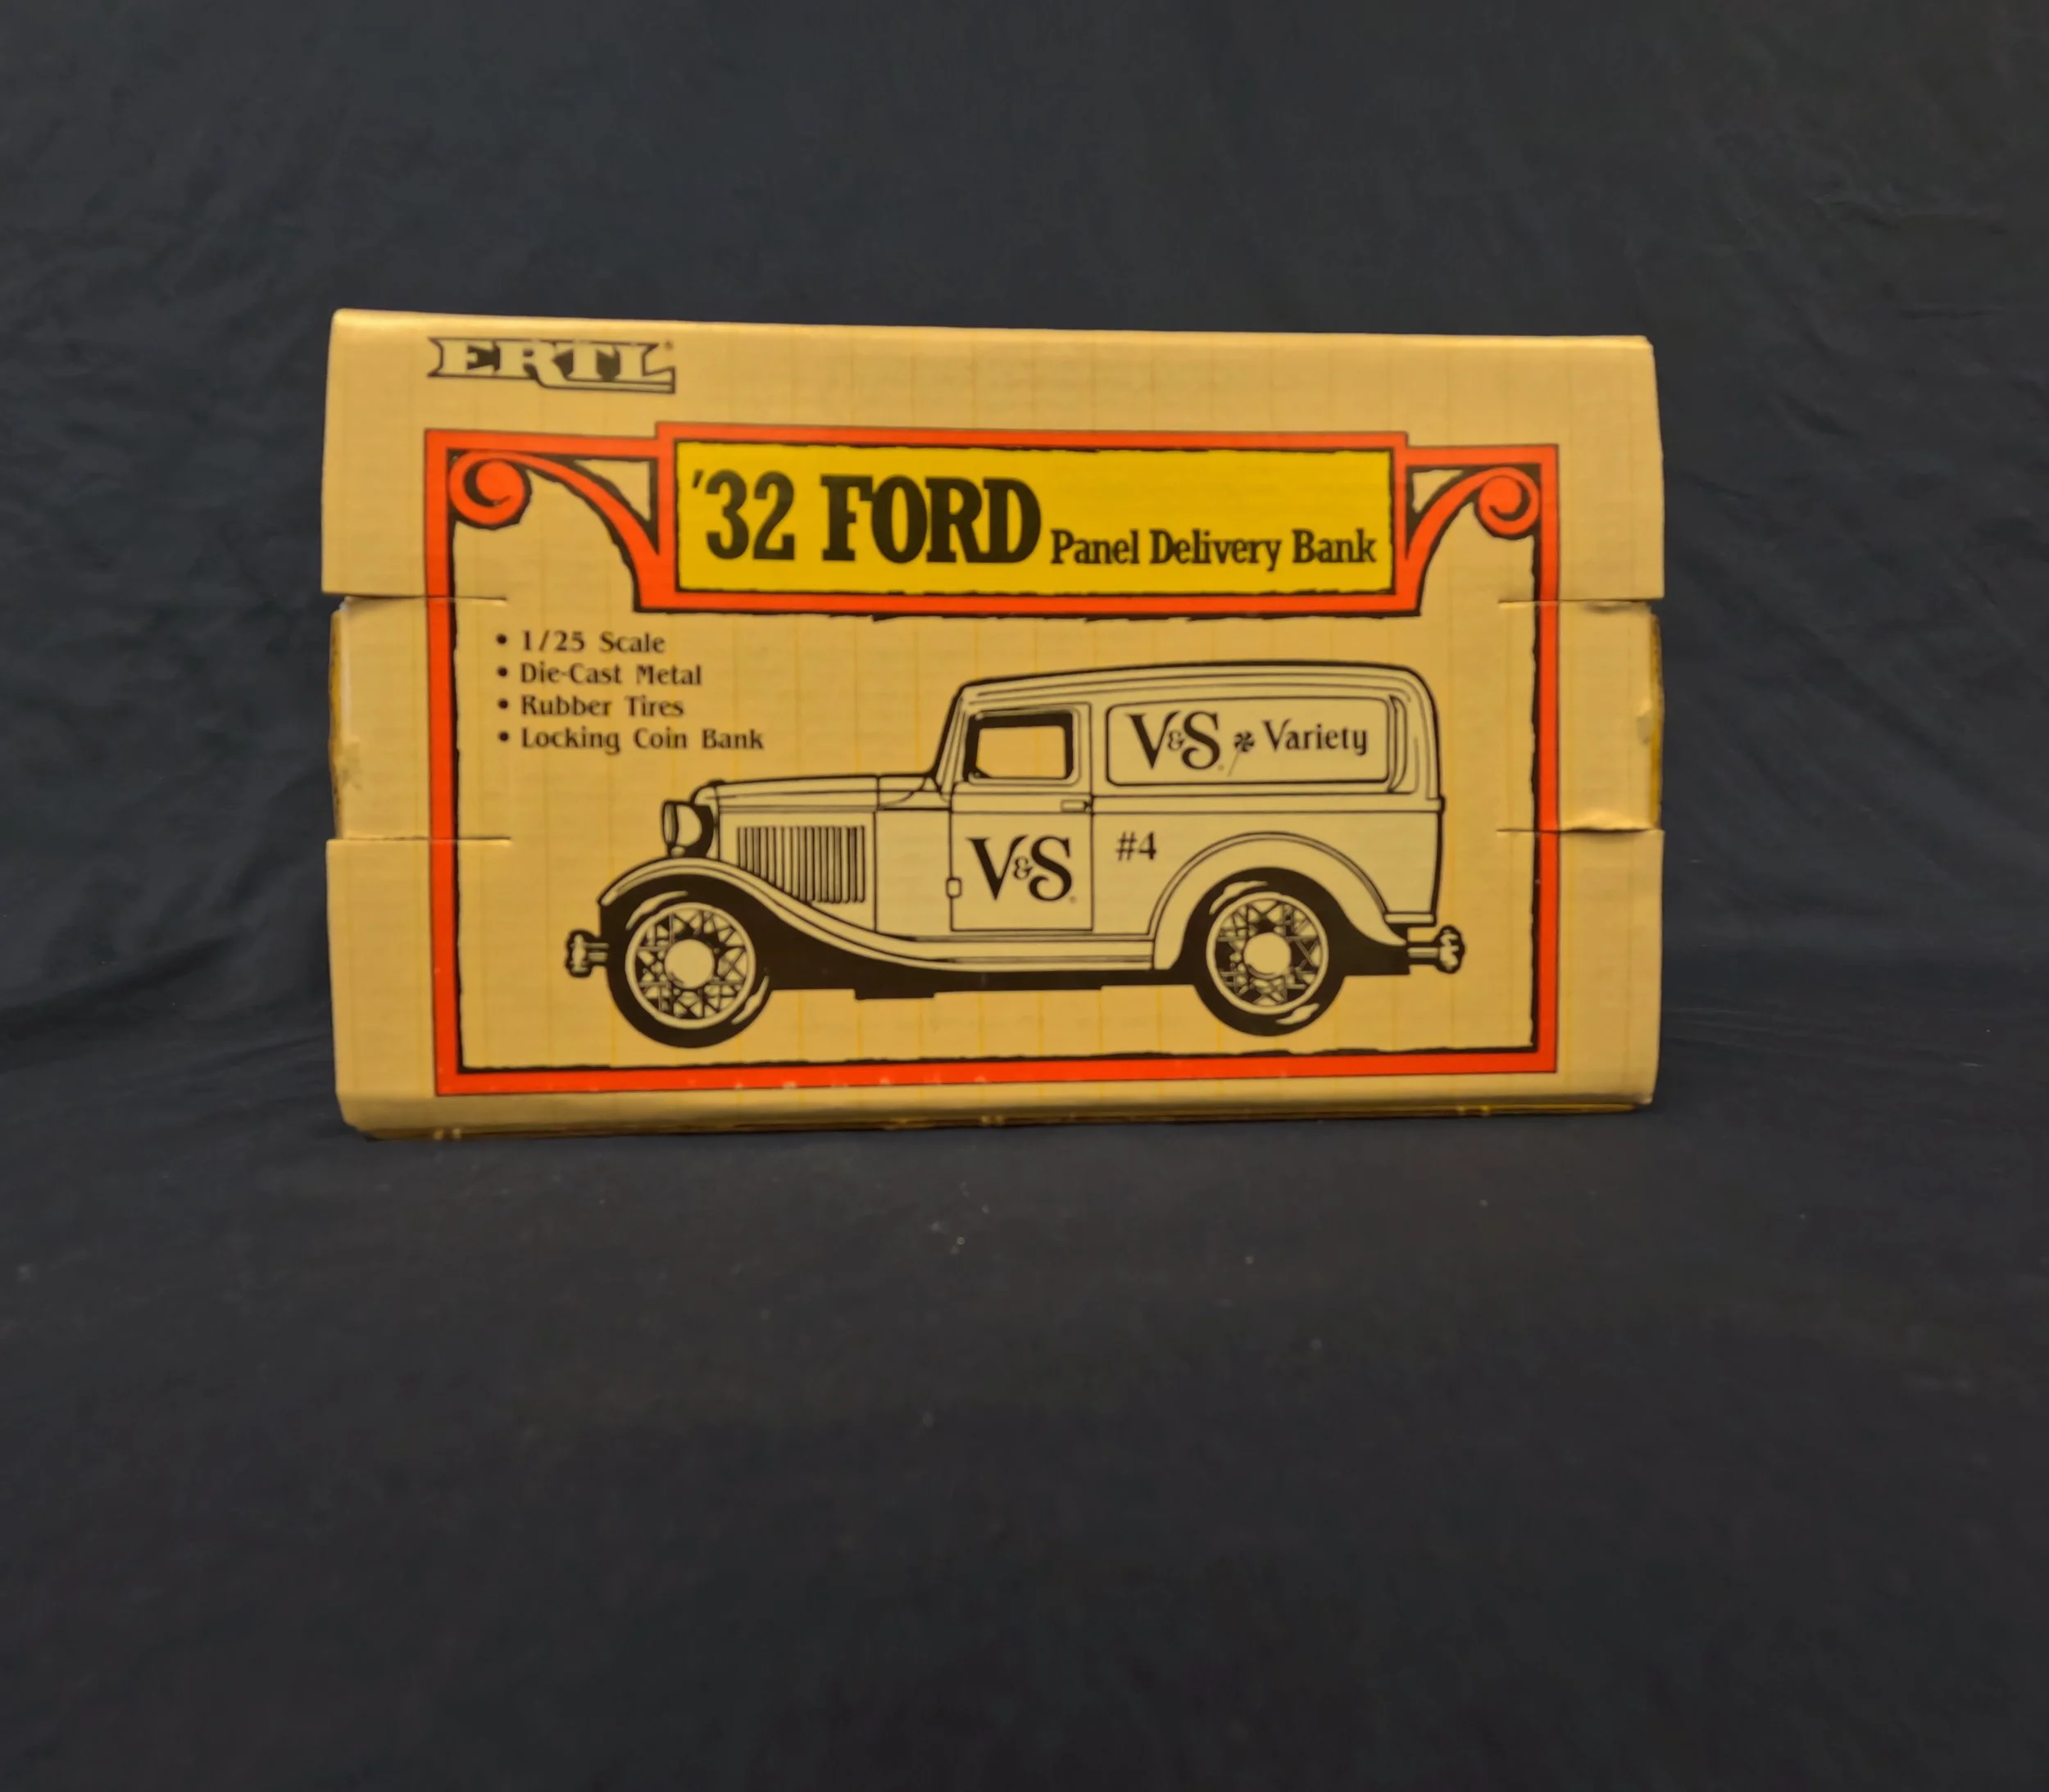 ERTL®
'32 FORD Panel Delivery Bank
• 1/25 Scale
• Die-Cast Metal
• Rubber Tires
• Locking Coin Bank
V&S® Variety
V&S®
#4